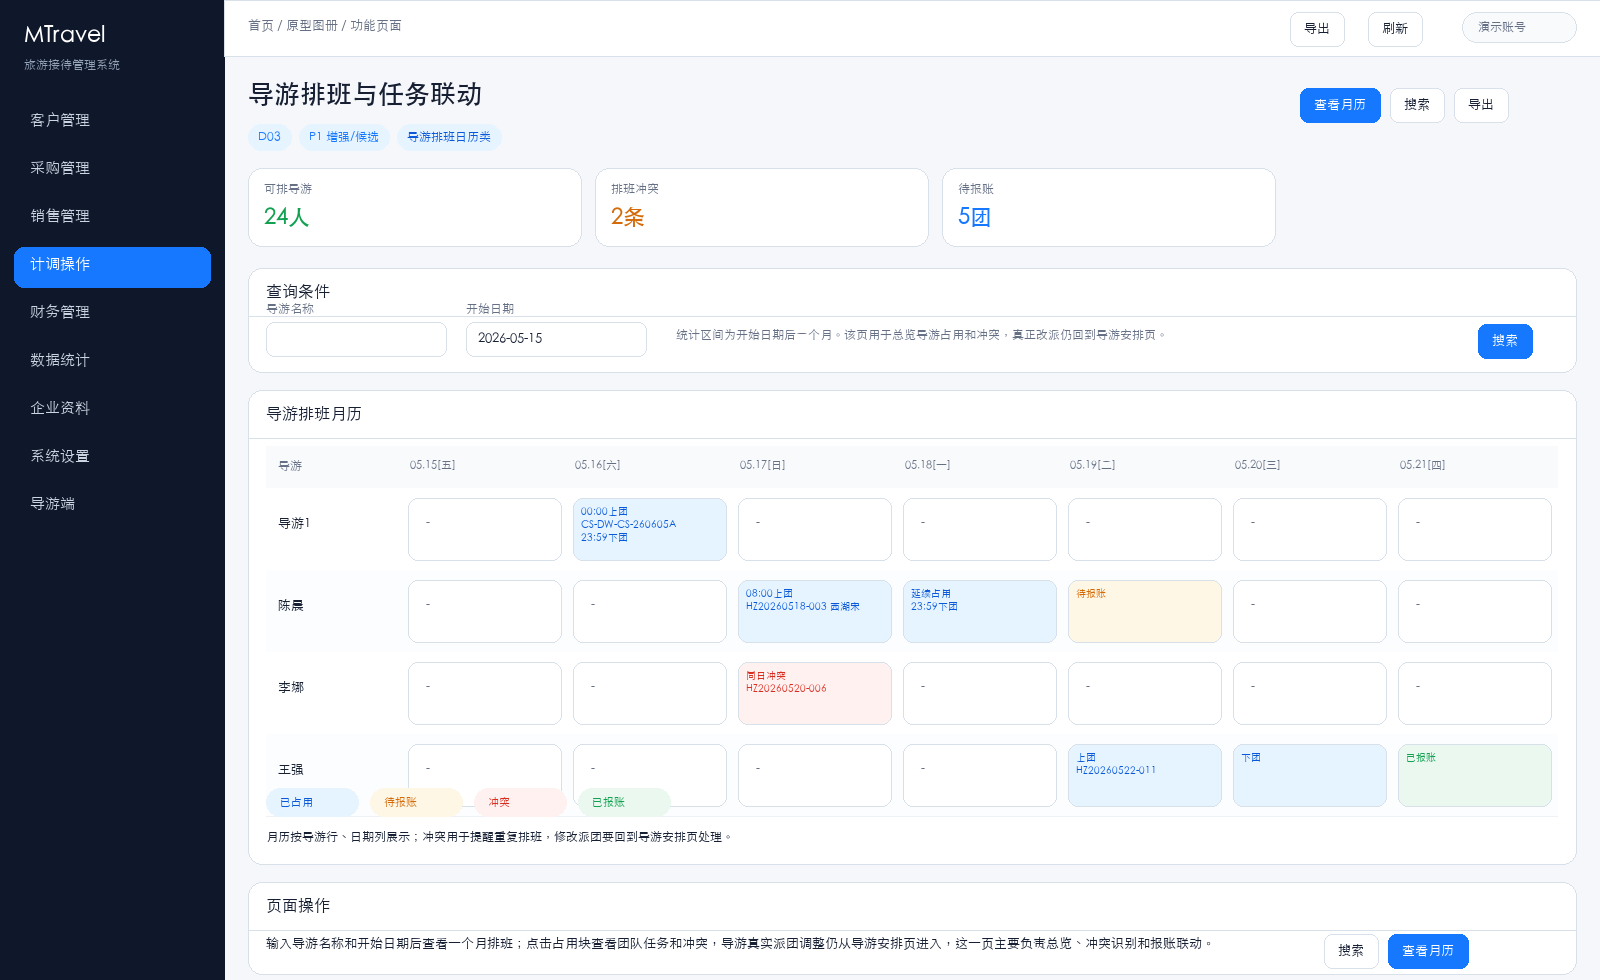 MTravel
旅游接待管理系统
客户管理
采购管理
销售管理
计调操作
财务管理
数据统计
企业资料
系统设置
导游端
首页 / 原型图册 / 功能页面
导出
刷新
演示账号
导游排班与任务联动
查看月历
搜索
导出
D03
P1 增强/候选
导游排班日历类
可排导游
24人
排班冲突
2条
待报账
5团
查询条件
导游名称
开始日期
2026-05-15
统计区间为开始日期后一个月。该页用于总览导游占用和冲突，真正改派仍回到导游安排页。
搜索
导游排班月历
导游 05.15[五] 05.16[六] 05.17[日] 05.18[一] 05.19[二] 05.20[三] 05.21[四]
导游1
-
00:00上团
CS-DW-CS-260605A
23:59下团
-
-
-
-
-
陈晨
-
-
08:00上团
HZ20260518-003 西湖宋
延续占用
23:59下团
待报账
-
-
李娜
-
-
同日冲突
HZ20260520-006
-
-
-
-
王强
-
-
-
-
上团
HZ20260522-011
下团
已报账
已占用
待报账
冲突
已报账
月历按导游行、日期列展示；冲突用于提醒重复排班，修改派团要回到导游安排页处理。
页面操作
输入导游名称和开始日期后查看一个月排班；点击占用块查看团队任务和冲突，导游真实派团调整仍从导游安排页进入，这一页主要负责总览、冲突识别和报账联动。
搜索
查看月历